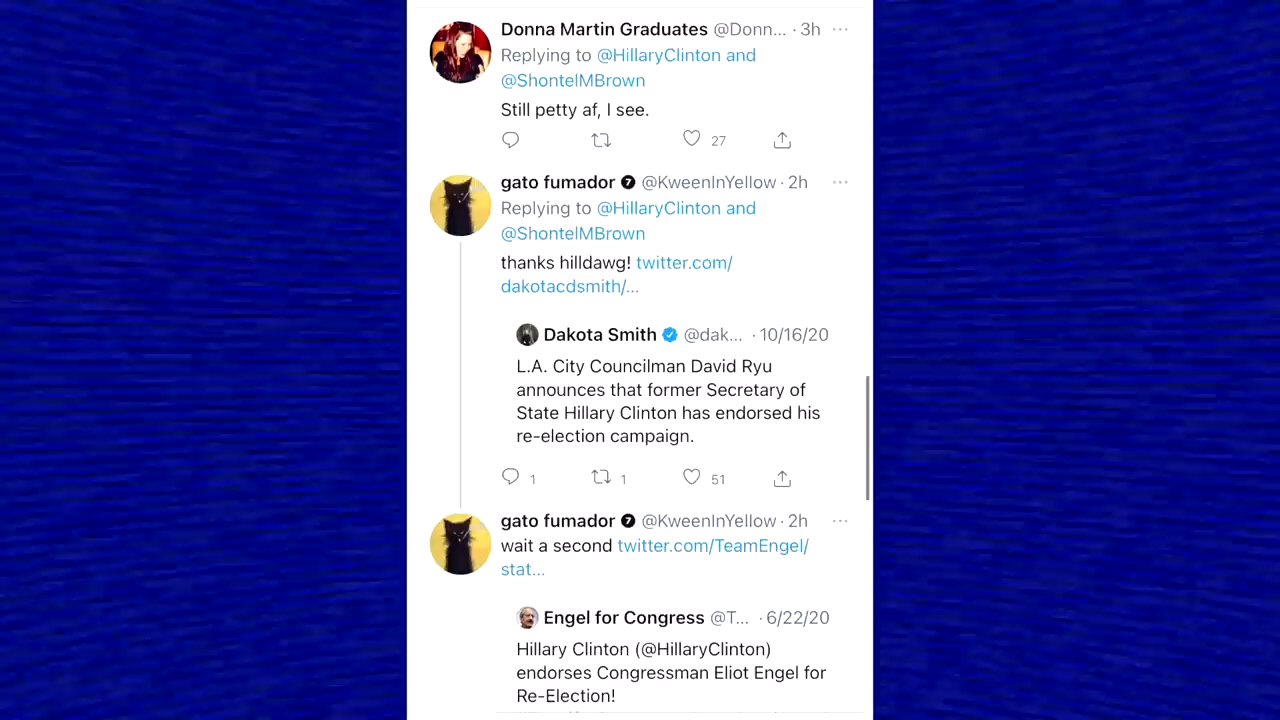 Donna Martin Graduates @Donn... · 3h
Replying to @HillaryClinton and
@ShontelMBrown
Still petty af, I see.
27
gato fumador 7 @KweenInYellow · 2h
Replying to @HillaryClinton and
@ShontelMBrown
thanks hilldawg! twitter.com/
dakotacdsmith/...
Dakota Smith @dak... · 10/16/20
L.A. City Councilman David Ryu
announces that former Secretary of
State Hillary Clinton has endorsed his
re-election campaign.
1 1 51
gato fumador 7 @KweenInYellow · 2h
wait a second twitter.com/TeamEngel/
stat...
Engel for Congress @T... · 6/22/20
Hillary Clinton (@HillaryClinton)
endorses Congressman Eliot Engel for
Re-Election!